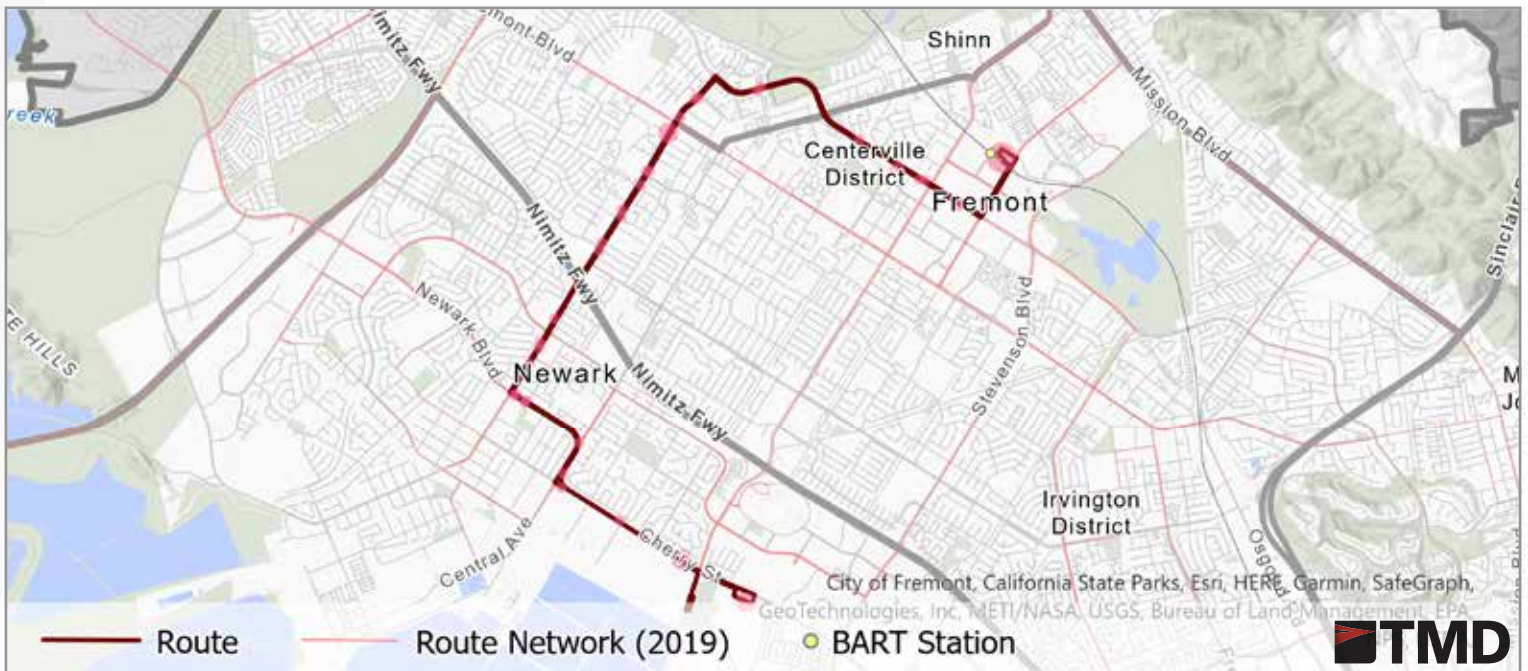 Shinn
Nimitz Fwy
Mission Blvd
reek
Centerville
District
Fremont
Nimitz Fwy
Sinclair
Newark Blvd
TE HILLS
Stevenson Blvd
Newark
Nimitz Fwy
M
Jo
Irvington
District
Central Ave
Cherry St
Osgood
City of Fremont, California State Parks, Esri, HERE, Garmin, SafeGraph,
GeoTechnologies, Inc, METI/NASA, USGS, Bureau of Land Management, EPA,
Route
Route Network (2019)
BART Station
TMD